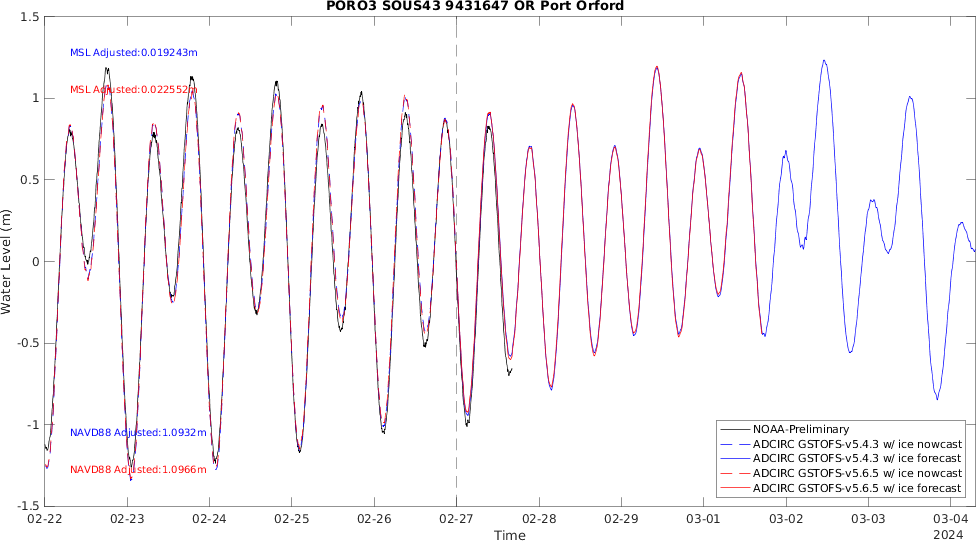 PORO3 SOUS43 9431647 OR Port Orford
MSL Adjusted:0.019243m
MSL Adjusted:0.022552m
NAVD88 Adjusted:1.0932m
NAVD88 Adjusted:1.0966m
Water Level (m)
1.5
1
0.5
0
-0.5
-1
-1.5
NOAA-Preliminary
ADCIRC GSTOFS-v5.4.3 w/ ice nowcast
ADCIRC GSTOFS-v5.4.3 w/ ice forecast
ADCIRC GSTOFS-v5.6.5 w/ ice nowcast
ADCIRC GSTOFS-v5.6.5 w/ ice forecast
02-22 02-23 02-24 02-25 02-26 02-27 02-28 02-29 03-01 03-02 03-03 03-04
2024
Time